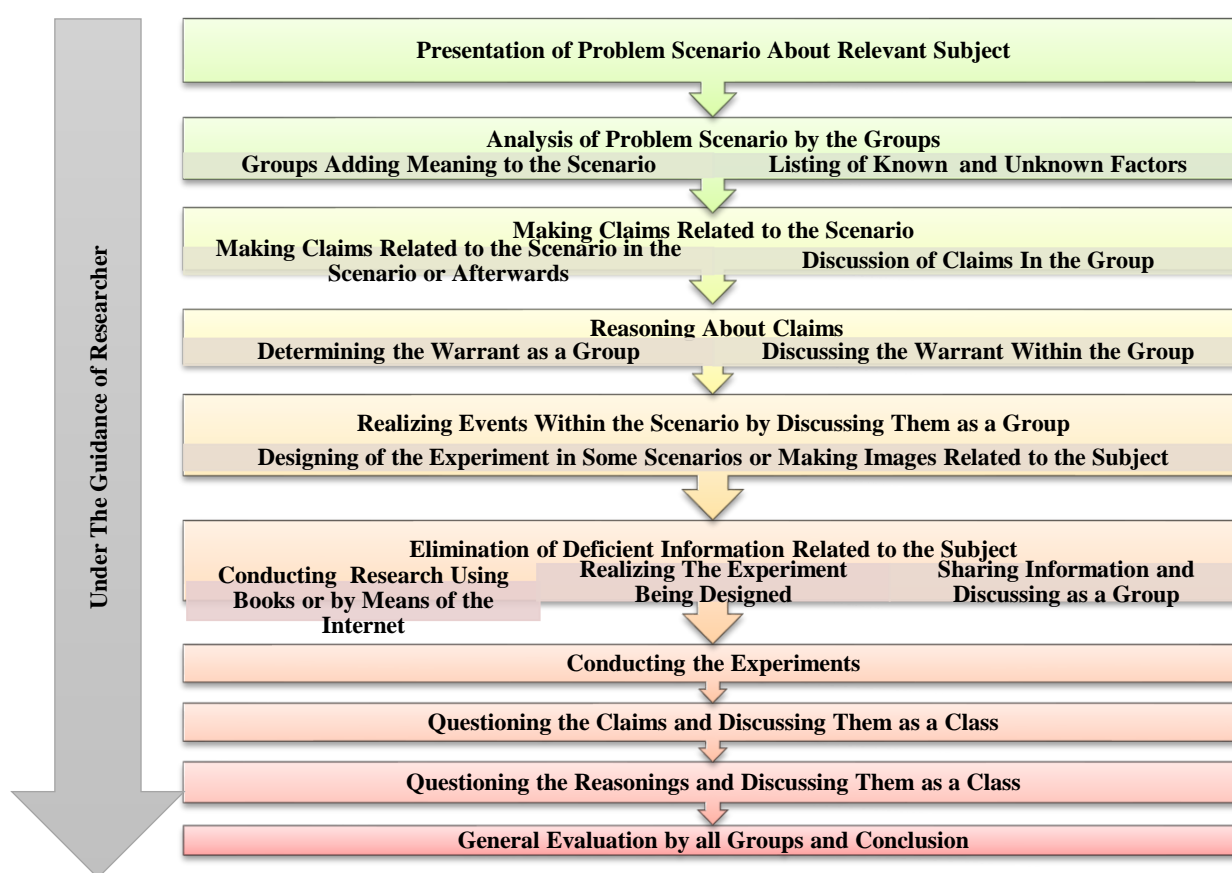 Under The Guidance of Researcher
Presentation of Problem Scenario About Relevant Subject
Analysis of Problem Scenario by the Groups
Groups Adding Meaning to the Scenario
Listing of Known and Unknown Factors
Making Claims Related to the Scenario
Making Claims Related to the Scenario in the
Scenario or Afterwards
Discussion of Claims In the Group
Reasoning About Claims
Determining the Warrant as a Group
Discussing the Warrant Within the Group
Realizing Events Within the Scenario by Discussing Them as a Group
Designing of the Experiment in Some Scenarios or Making Images Related to the Subject
Elimination of Deficient Information Related to the Subject
Conducting Research Using
Books or by Means of the
Internet
Realizing The Experiment
Being Designed
Sharing Information and
Discussing as a Group
Conducting the Experiments
Questioning the Claims and Discussing Them as a Class
Questioning the Reasonings and Discussing Them as a Class
General Evaluation by all Groups and Conclusion